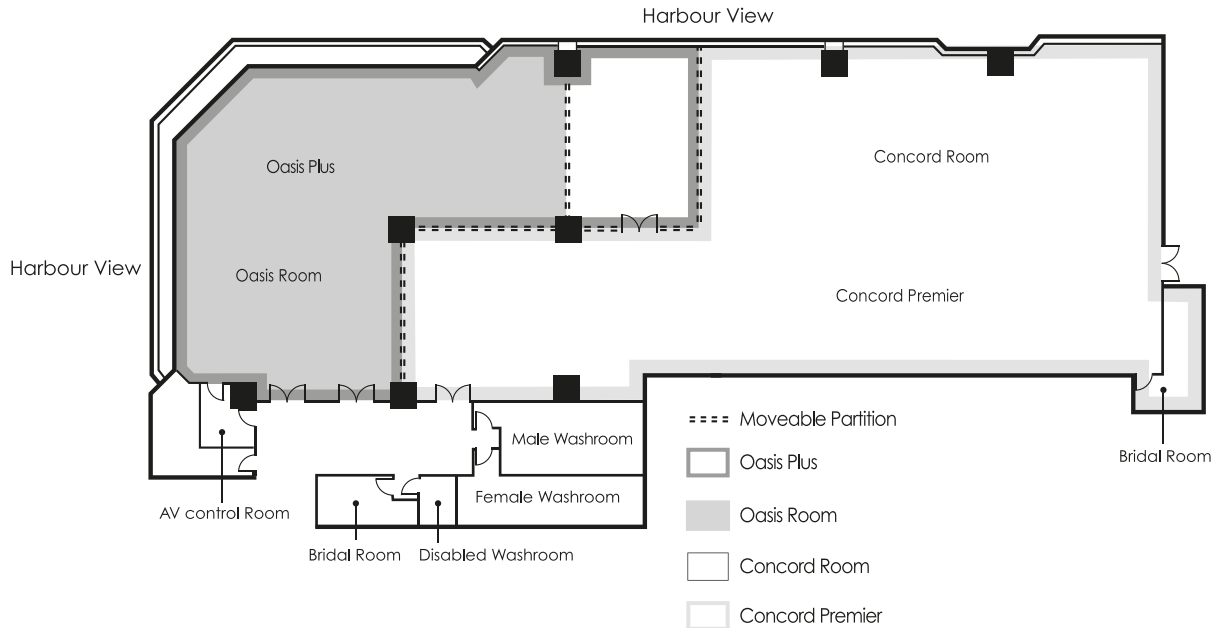 Harbour View
Oasis Plus
Concord Room
Harbour View
Oasis Room
Concord Premier
Moveable Partition
Male Washroom
Oasis Plus
Bridal Room
Female Washroom
AV control Room
Oasis Room
Bridal Room
Disabled Washroom
Concord Room
Concord Premier